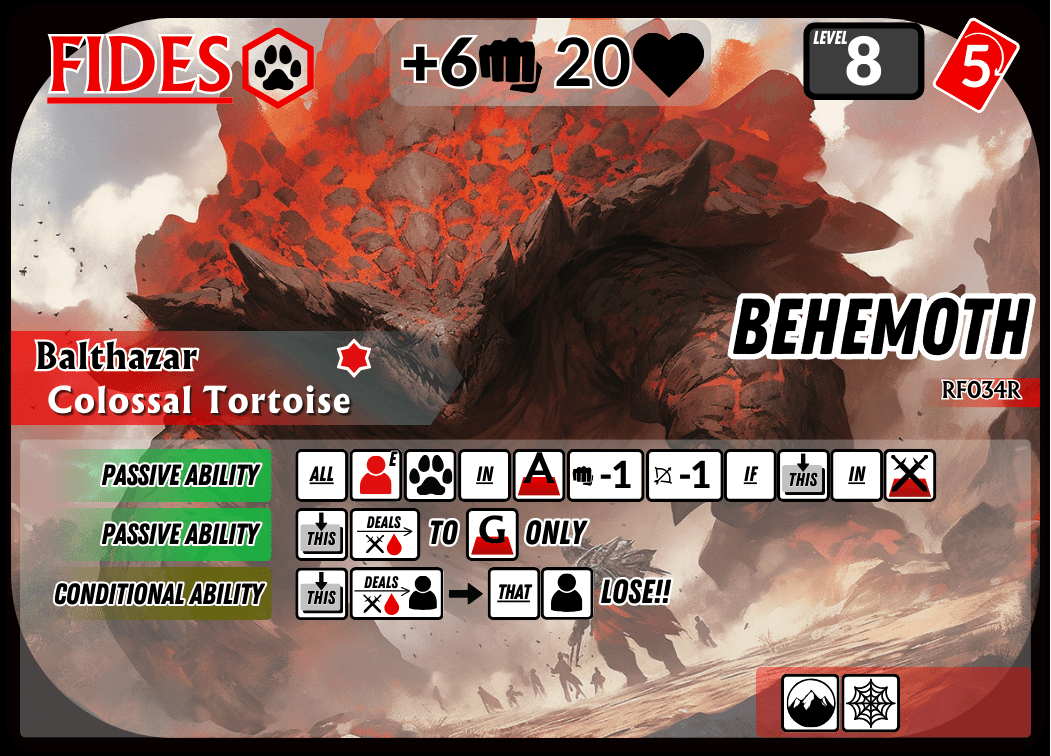 FIDES +6 20 LEVEL 8 5
BEHEMOTH
Balthazar
Colossal Tortoise
RF034R
PASSIVE ABILITY ALL E IN A -1 -1 IF THIS IN
PASSIVE ABILITY THIS DEALS TO G ONLY
CONDITIONAL ABILITY THIS DEALS THAT LOSE!!